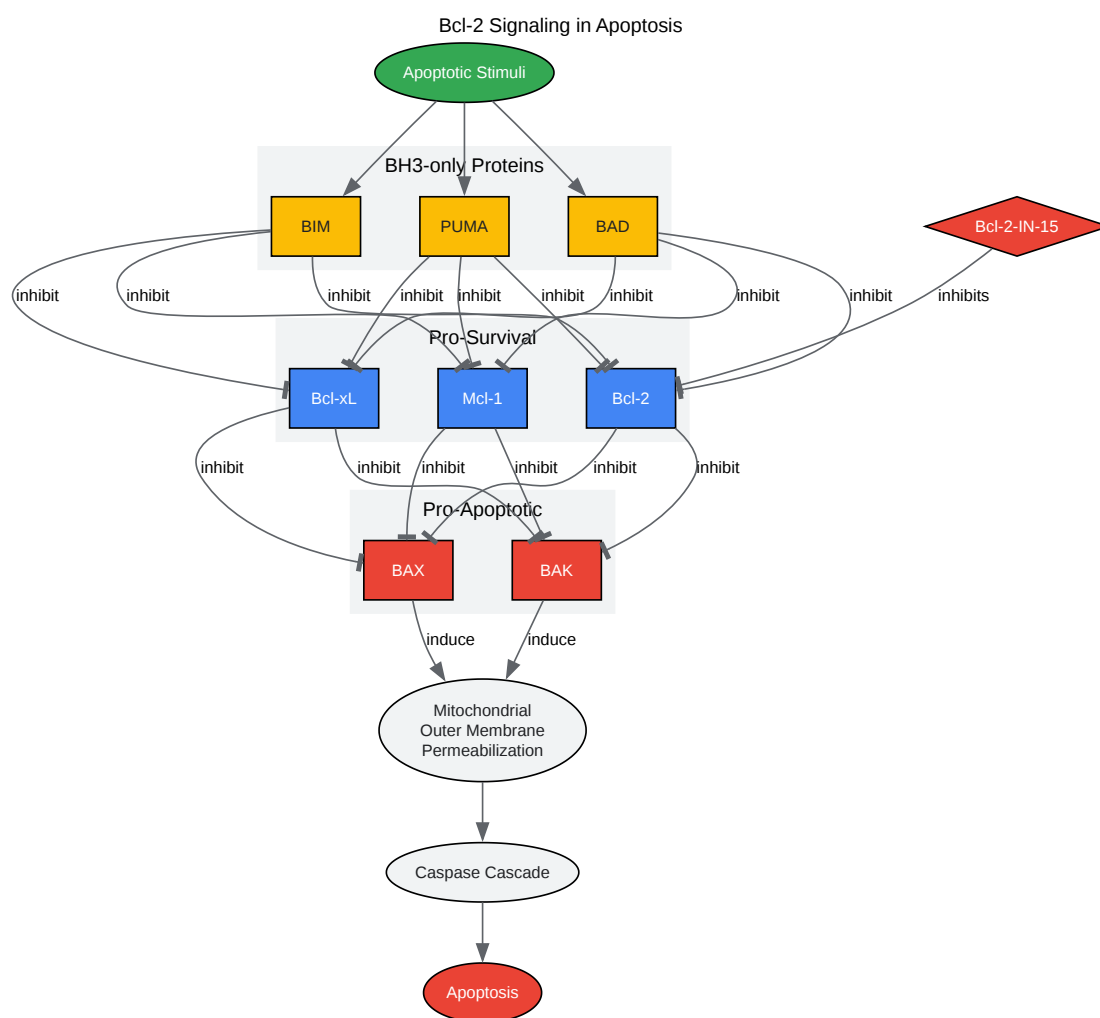 Bcl-2 Signaling in Apoptosis
Apoptotic Stimuli
BH3-only Proteins
BIM
PUMA
BAD
Bcl-2-IN-15
inhibit
inhibit
inhibit
inhibit
inhibit
inhibit
inhibit
inhibit
inhibit
inhibits
Pro-Survival
Bcl-xL
Mcl-1
Bcl-2
inhibit
inhibit
inhibit
inhibit
inhibit
inhibit
Pro-Apoptotic
BAX
BAK
induce
induce
Mitochondrial
Outer Membrane
Permeabilization
Caspase Cascade
Apoptosis